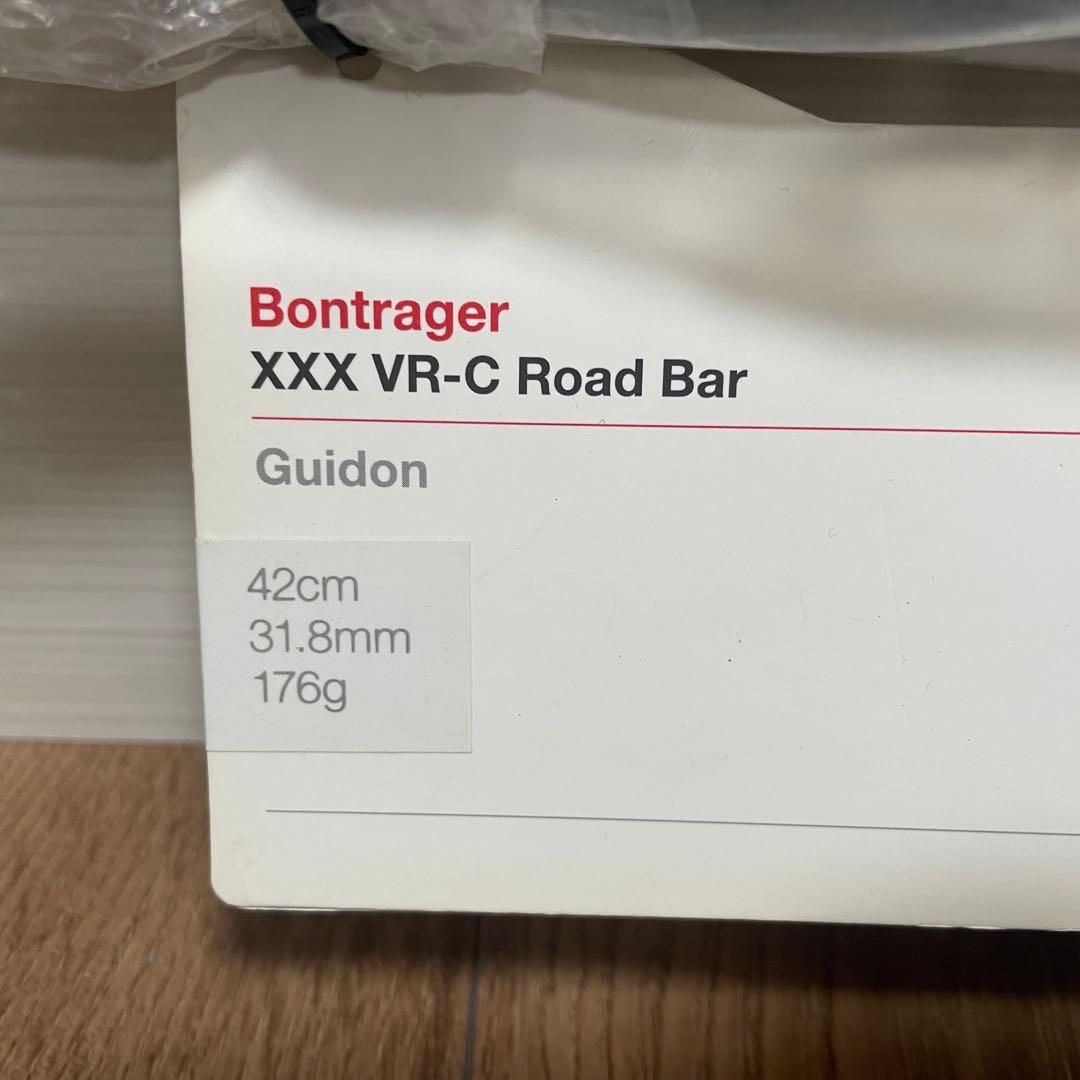 Bontrager
XXX VR-C Road Bar
Guidon
42cm
31.8mm
176g